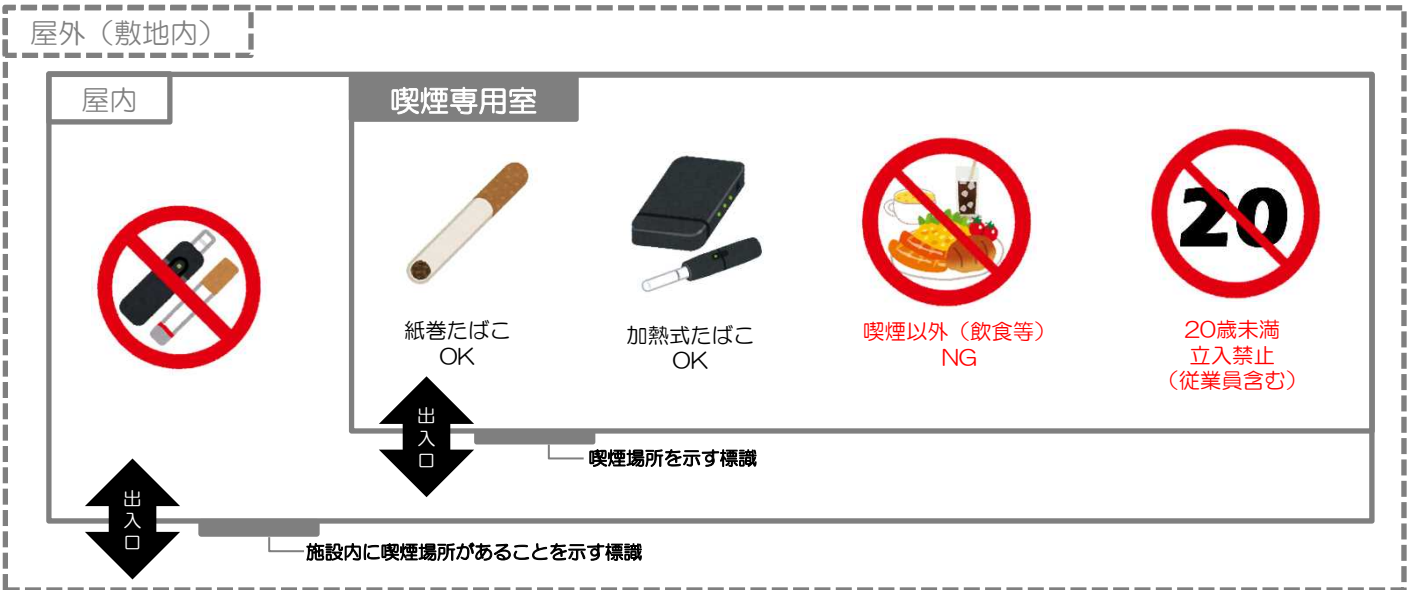 屋外（敷地内）
屋内
喫煙専用室
20
紙巻たばこ
OK
加熱式たばこ
OK
喫煙以外（飲食等）
NG
20歳未満
立入禁止
（従業員含む）
出入口
喫煙場所を示す標識
出入口
施設内に喫煙場所があることを示す標識